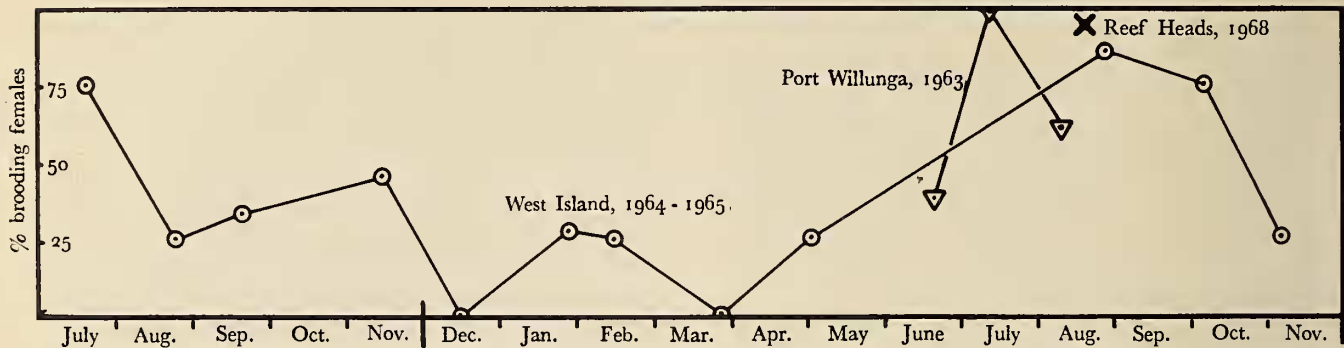 % brooding females
75
50
25
Port Willunga, 1963
Reef Heads, 1968
West Island, 1964 - 1965
July Aug. Sep. Oct. Nov. Dec. Jan. Feb. Mar. Apr. May June July Aug. Sep. Oct. Nov.